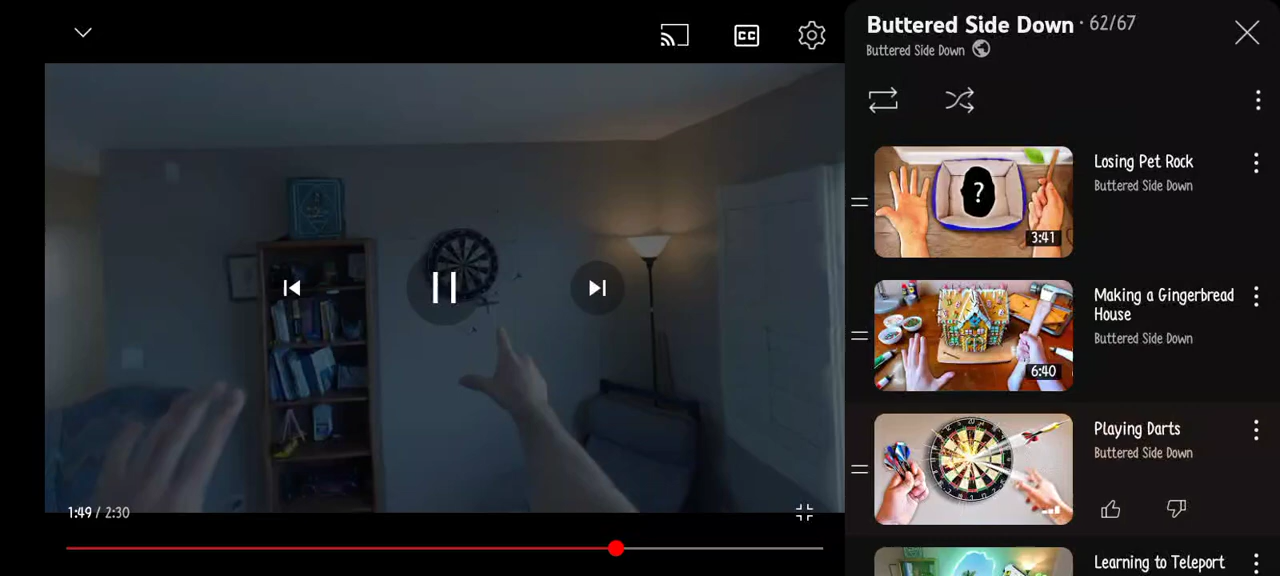 Buttered Side Down · 62/67
Buttered Side Down
CC
?
3:41
Losing Pet Rock
Buttered Side Down
6:40
Making a Gingerbread
House
Buttered Side Down
Playing Darts
Buttered Side Down
1:49 / 2:30
Learning to Teleport